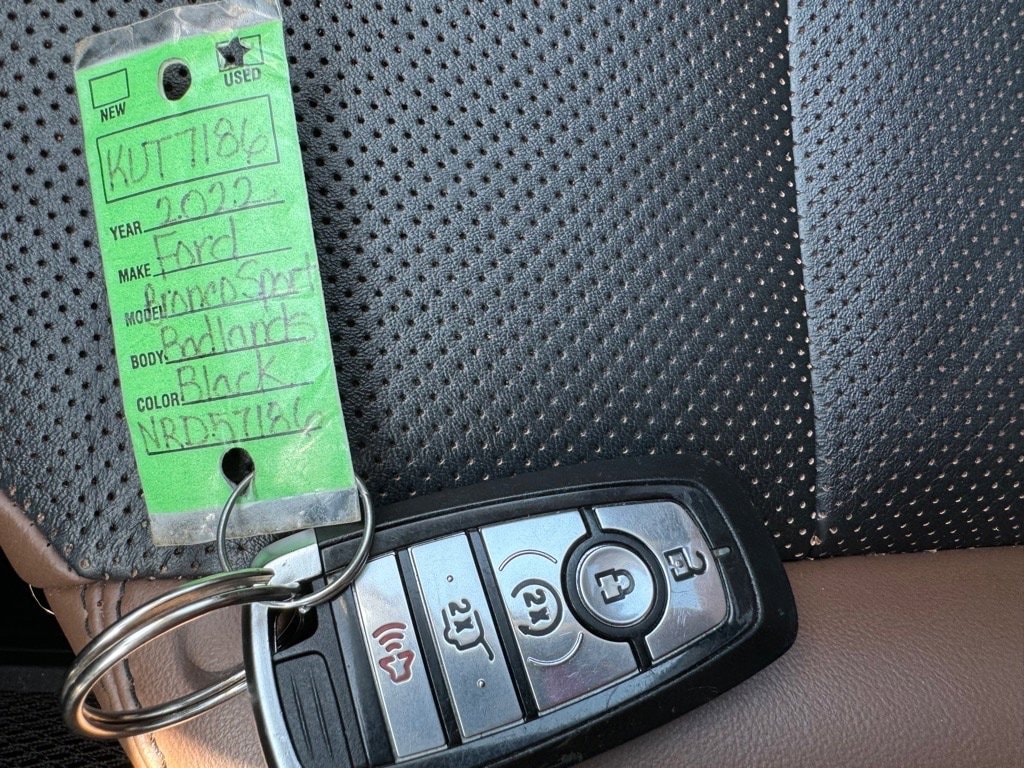 NEW
USED
KUT7186
YEAR 2022
MAKE Ford
MODEL Bronco Sport
BODY Badlands
COLOR Black
NRD57186
2x
2x